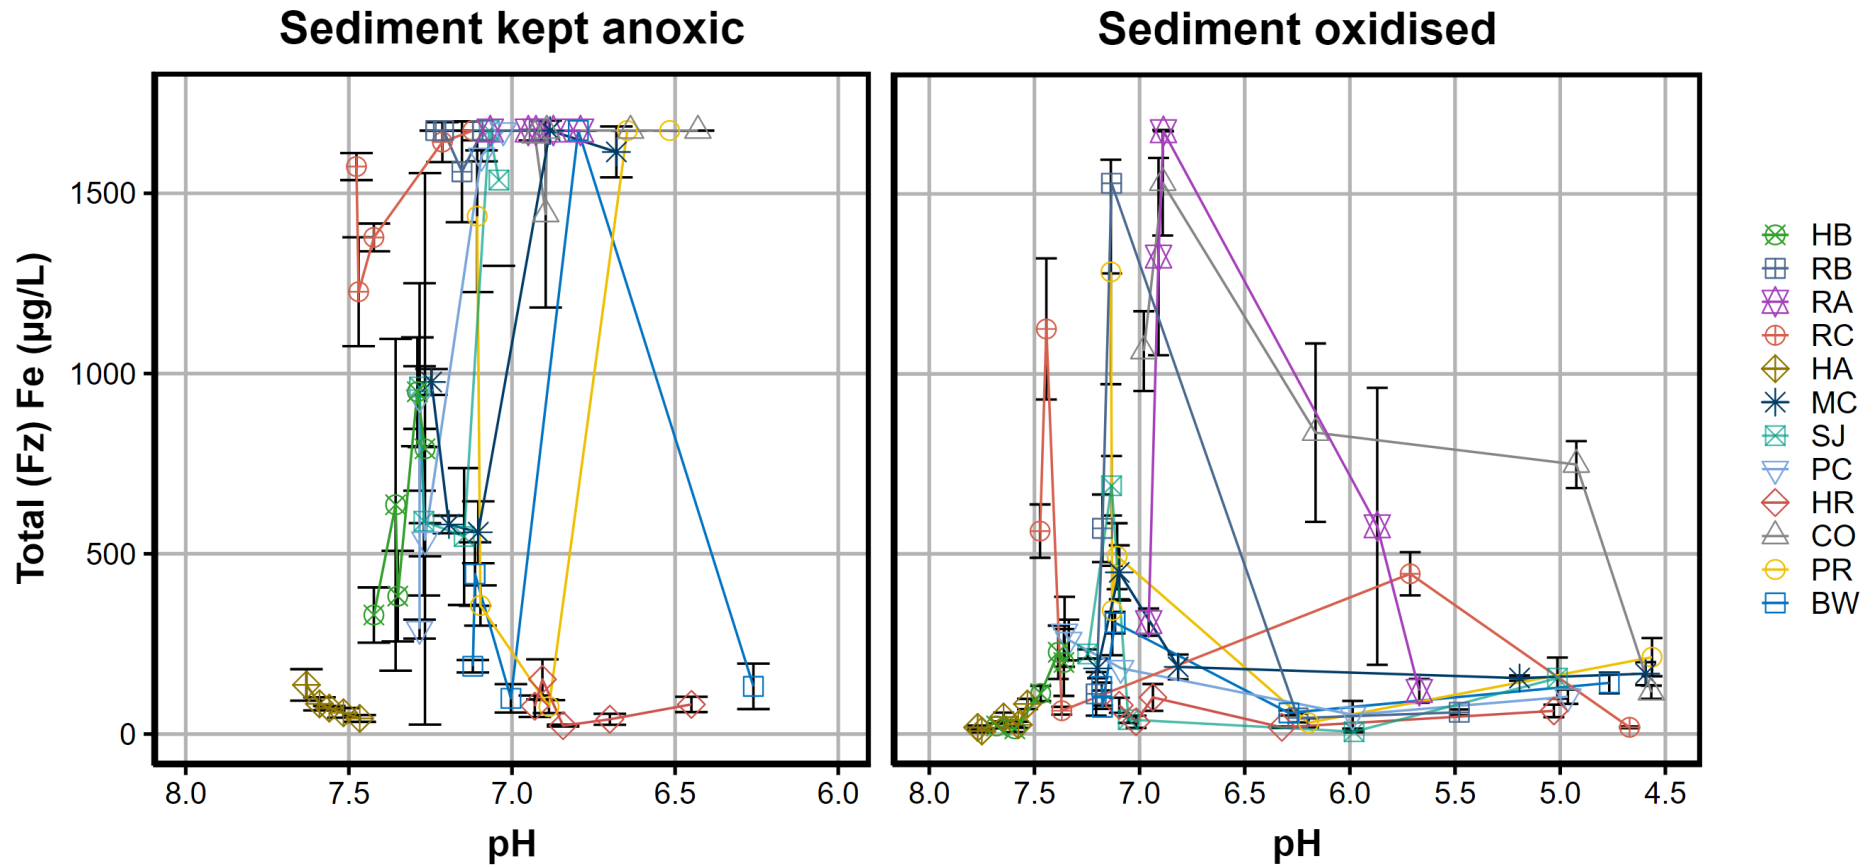 Sediment kept anoxic
Sediment oxidised
Total (Fz) Fe (µg/L)
1500
1000
500
0
8.0 7.5 7.0 6.5 6.0
8.0 7.5 7.0 6.5 6.0 5.5 5.0 4.5
pH
pH
HB
RB
RA
RC
HA
MC
SJ
PC
HR
CO
PR
BW